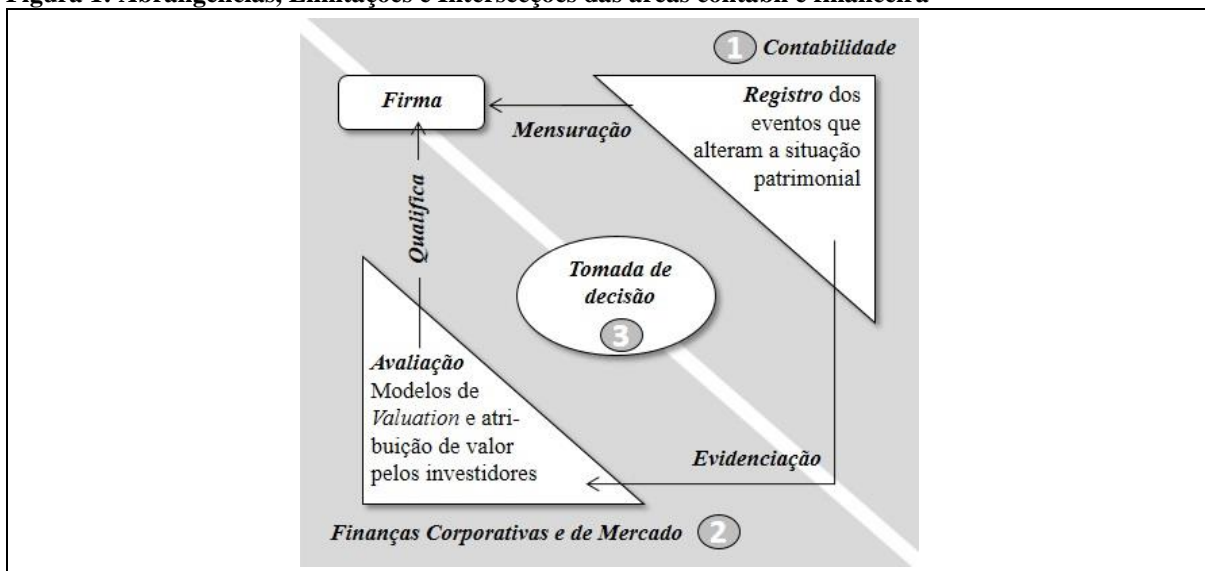 Figura 1: Abrangências, Limitações e Intersecções das áreas contábil e financeira
1 Contabilidade
Firma
Mensuração
Registro dos
eventos que
alteram a situação
patrimonial
Qualifica
Tomada de
decisão
3
Avaliação
Modelos de
Valuation e atri-
buição de valor
pelos investidores
Evidenciação
Finanças Corporativas e de Mercado 2